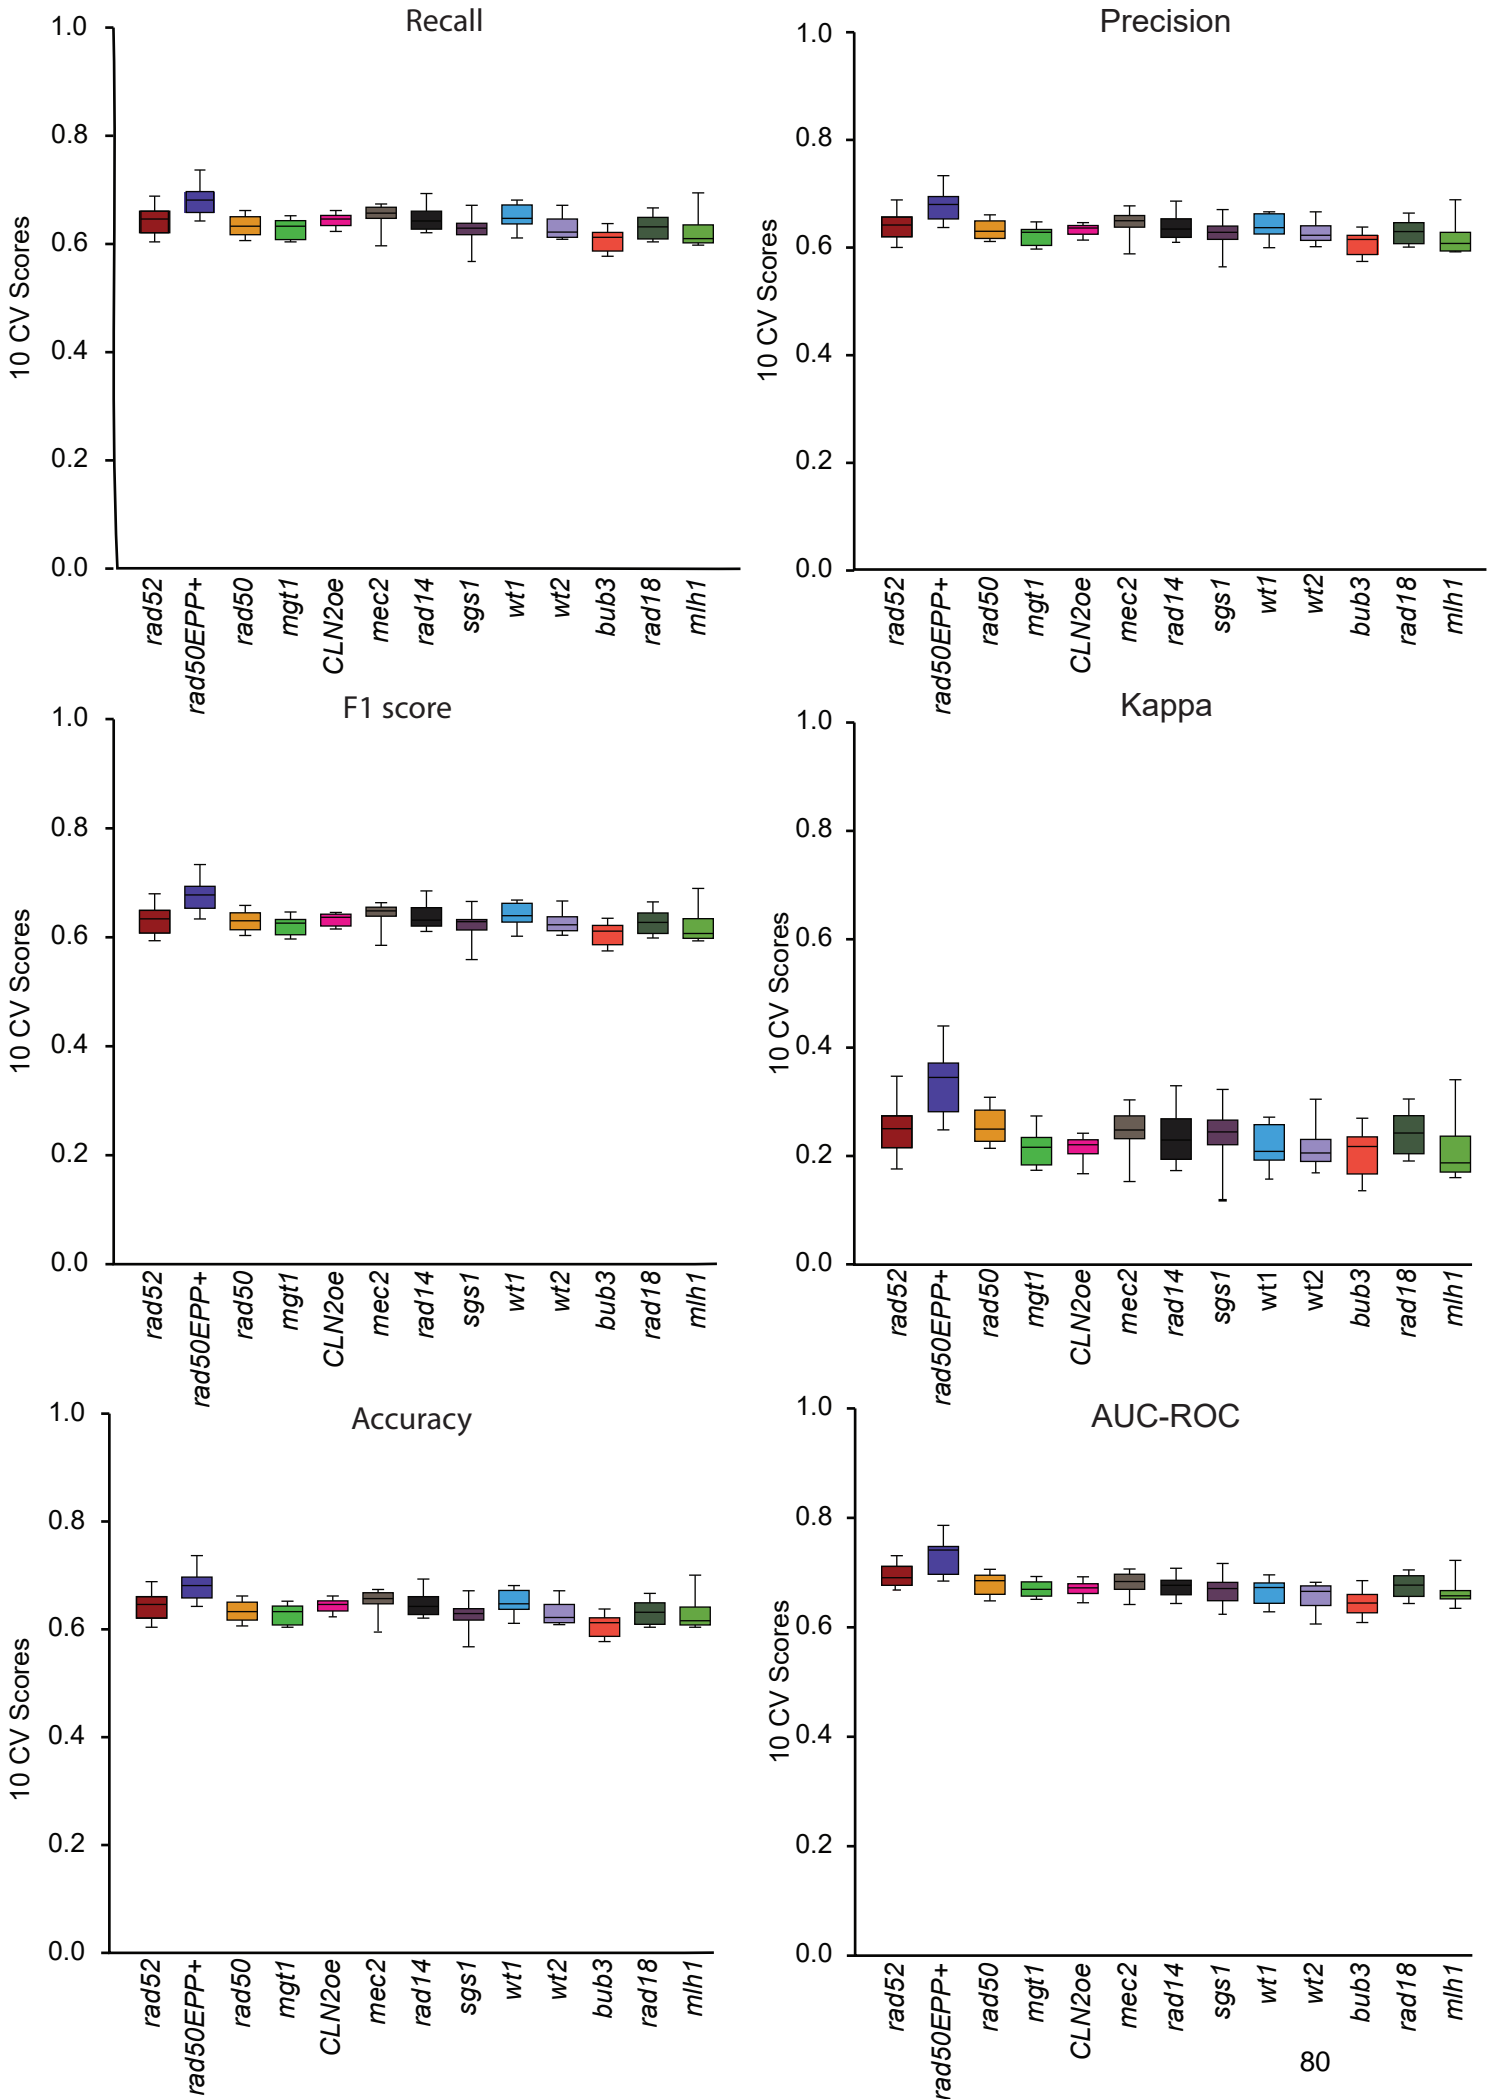 Recall
1.0
0.8
0.6
0.4
0.2
0.0
10 CV Scores
rad52
rad50EPP+
rad50
mgt1
CLN2oe
mec2
rad14
sgs1
wt1
wt2
bub3
rad18
mlh1
Precision
1.0
0.8
0.6
0.4
0.2
0.0
10 CV Scores
rad52
rad50EPP+
rad50
mgt1
CLN2oe
mec2
rad14
sgs1
wt1
wt2
bub3
rad18
mlh1
F1 score
1.0
0.8
0.6
0.4
0.2
0.0
10 CV Scores
rad52
rad50EPP+
rad50
mgt1
CLN2oe
mec2
rad14
sgs1
wt1
wt2
bub3
rad18
mlh1
Kappa
1.0
0.8
0.6
0.4
0.2
0.0
10 CV Scores
rad52
rad50EPP+
rad50
mgt1
CLN2oe
mec2
rad14
sgs1
wt1
wt2
bub3
rad18
mlh1
Accuracy
1.0
0.8
0.6
0.4
0.2
0.0
10 CV Scores
rad52
rad50EPP+
rad50
mgt1
CLN2oe
mec2
rad14
sgs1
wt1
wt2
bub3
rad18
mlh1
AUC-ROC
1.0
0.8
0.6
0.4
0.2
0.0
10 CV Scores
rad52
rad50EPP+
rad50
mgt1
CLN2oe
mec2
rad14
sgs1
wt1
wt2
bub3
rad18
mlh1
80